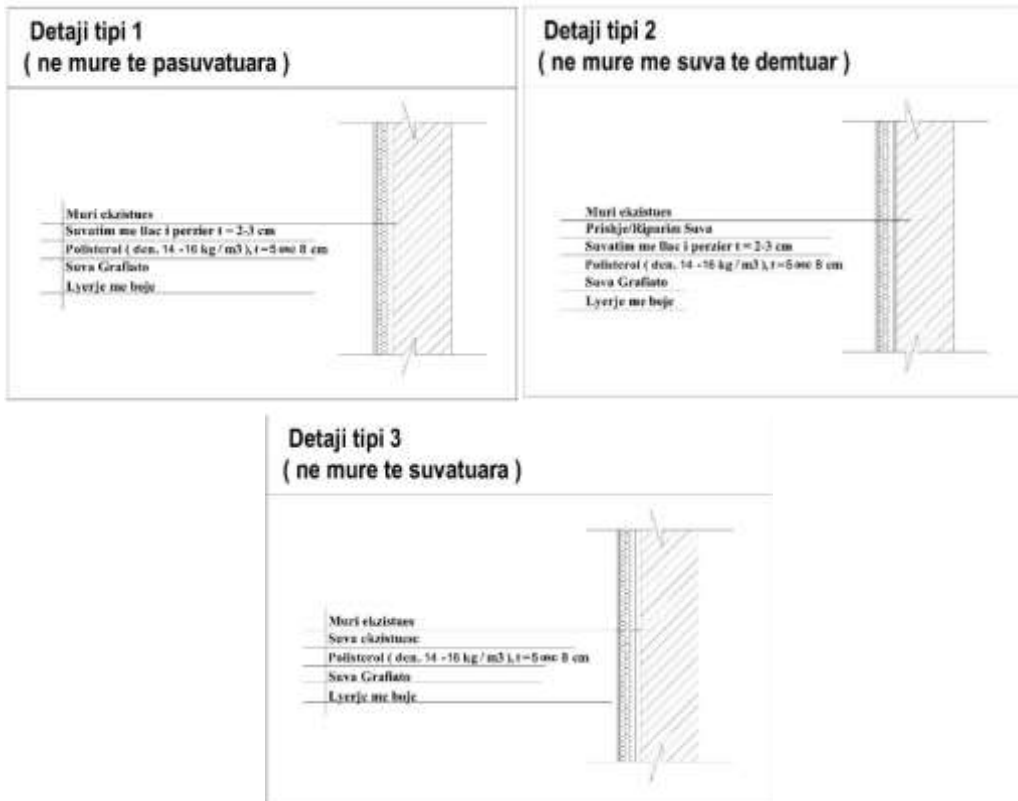 Detaji tipi 1
( ne mure te pasuvatuara )
Muri ekzistues
Suvatim me llac i perzier t = 2-3 cm
Polisterol ( den. 14 -16 kg / m3 ), t = 5 ose 8 cm
Suva Grafiato
Lyerje me boje
Detaji tipi 2
( ne mure me suva te demtuar )
Muri ekzistues
Prishje/Riparim Suva
Suvatim me llac i perzier t = 2-3 cm
Polisterol ( den. 14 -16 kg / m3 ), t = 5 ose 8 cm
Suva Grafiato
Lyerje me boje
Detaji tipi 3
( ne mure te suvatuara )
Muri ekzistues
Suva ekzistuese
Polisterol ( den. 14 -16 kg / m3 ), t = 5 ose 8 cm
Suva Grafiato
Lyerje me boje